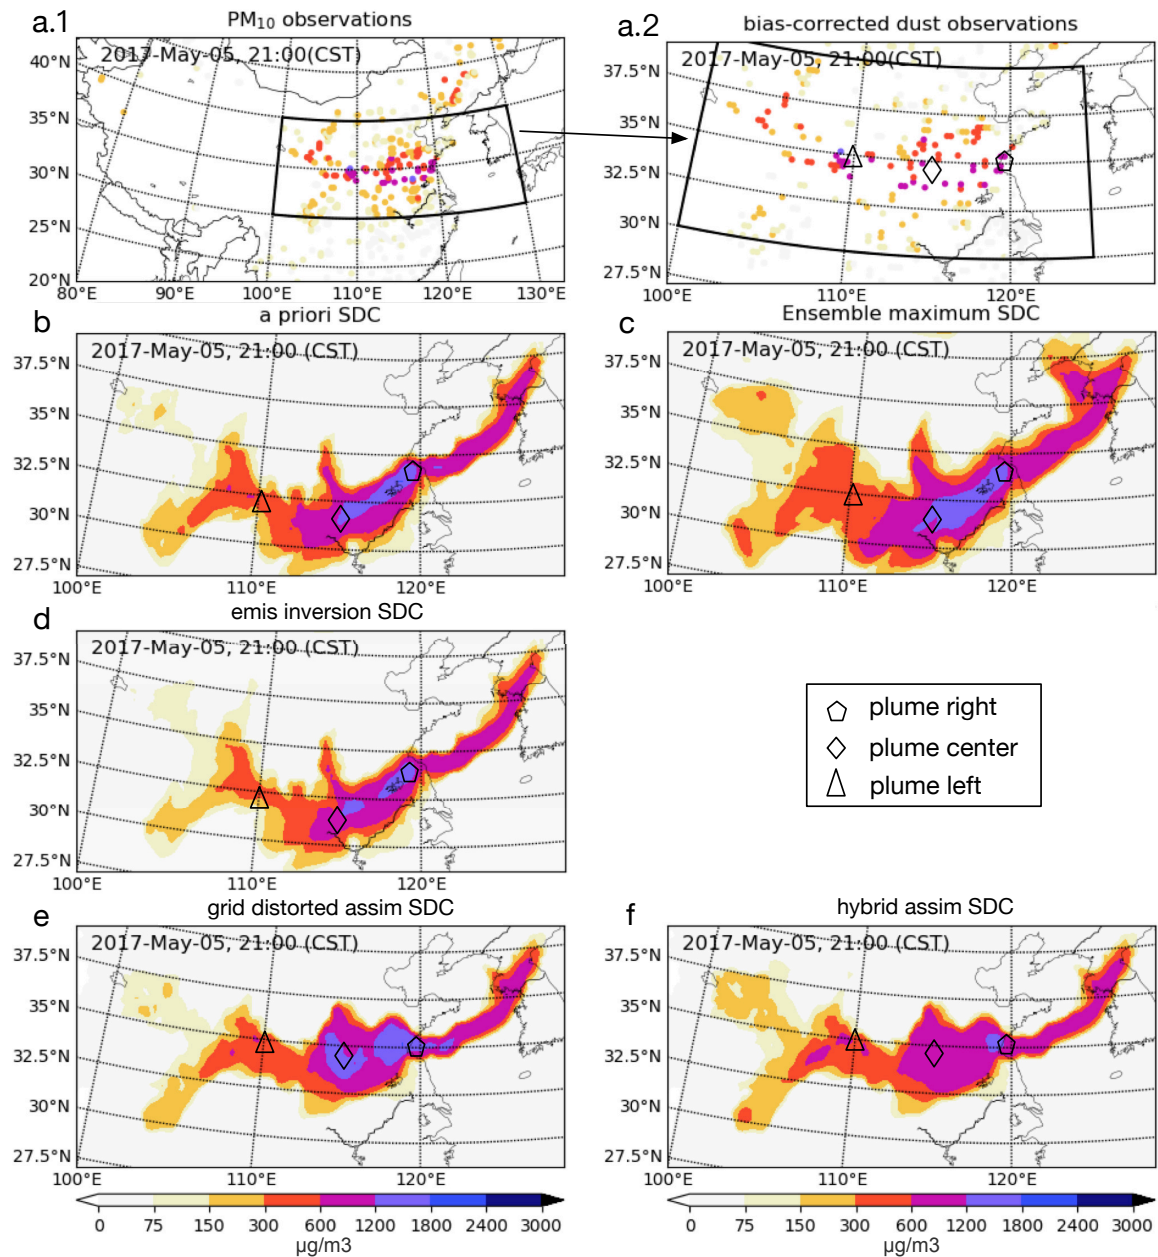 a.1
PM10 observations
2017-May-05, 21:00(CST)
40°N
35°N
30°N
25°N
20°N
80°E 90°E 100°E 110°E 120°E 130°E
a.2
bias-corrected dust observations
2017-May-05, 21:00(CST)
37.5°N
35°N
32.5°N
30°N
27.5°N
100°E 110°E 120°E
b
a priori SDC
2017-May-05, 21:00 (CST)
37.5°N
35°N
32.5°N
30°N
27.5°N
100°E 110°E 120°E
c
Ensemble maximum SDC
2017-May-05, 21:00 (CST)
37.5°N
35°N
32.5°N
30°N
27.5°N
100°E 110°E 120°E
d
emis inversion SDC
2017-May-05, 21:00 (CST)
37.5°N
35°N
32.5°N
30°N
27.5°N
100°E 110°E 120°E
plume right
plume center
plume left
e
grid distorted assim SDC
2017-May-05, 21:00 (CST)
37.5°N
35°N
32.5°N
30°N
27.5°N
100°E 110°E 120°E
0 75 150 300 600 1200 1800 2400 3000
µg/m3
f
hybrid assim SDC
2017-May-05, 21:00 (CST)
37.5°N
35°N
32.5°N
30°N
27.5°N
100°E 110°E 120°E
0 75 150 300 600 1200 1800 2400 3000
µg/m3